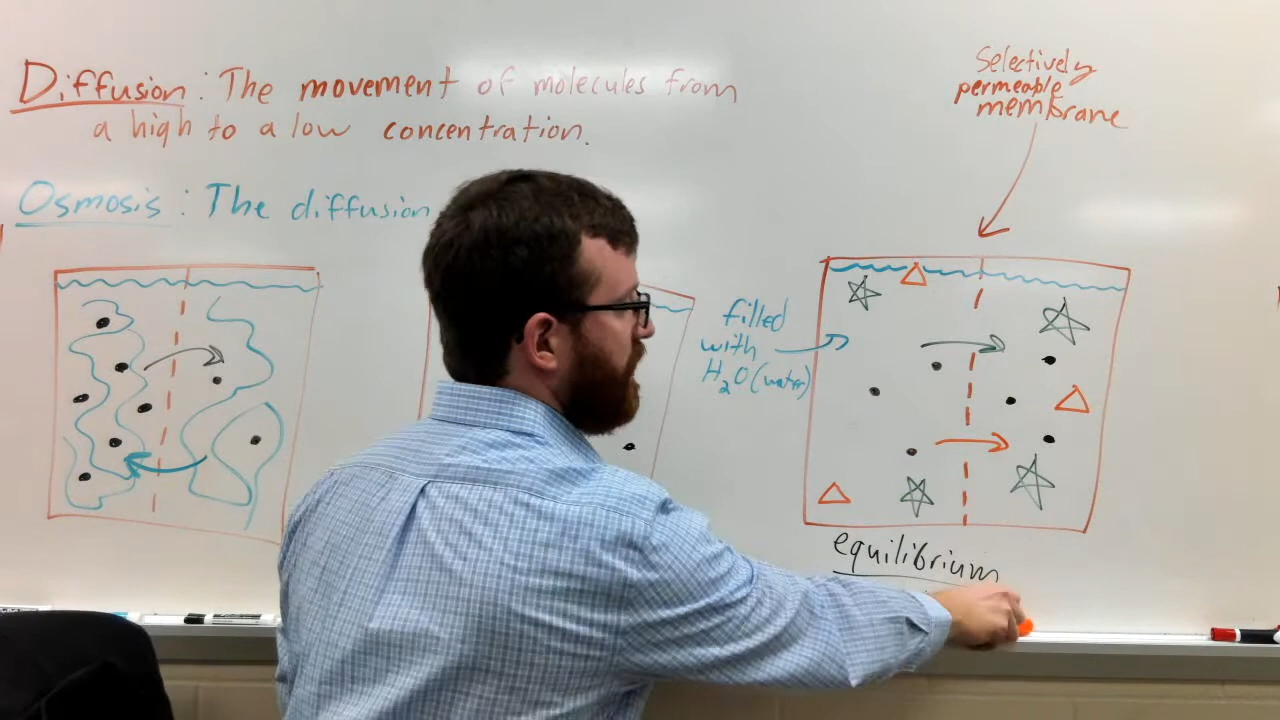 Diffusion: The movement of molecules from
a high to a low concentration.
Osmosis: The diffusion
Selectively
permeable
membrane
filled
with
H2O (water)
equilibrium